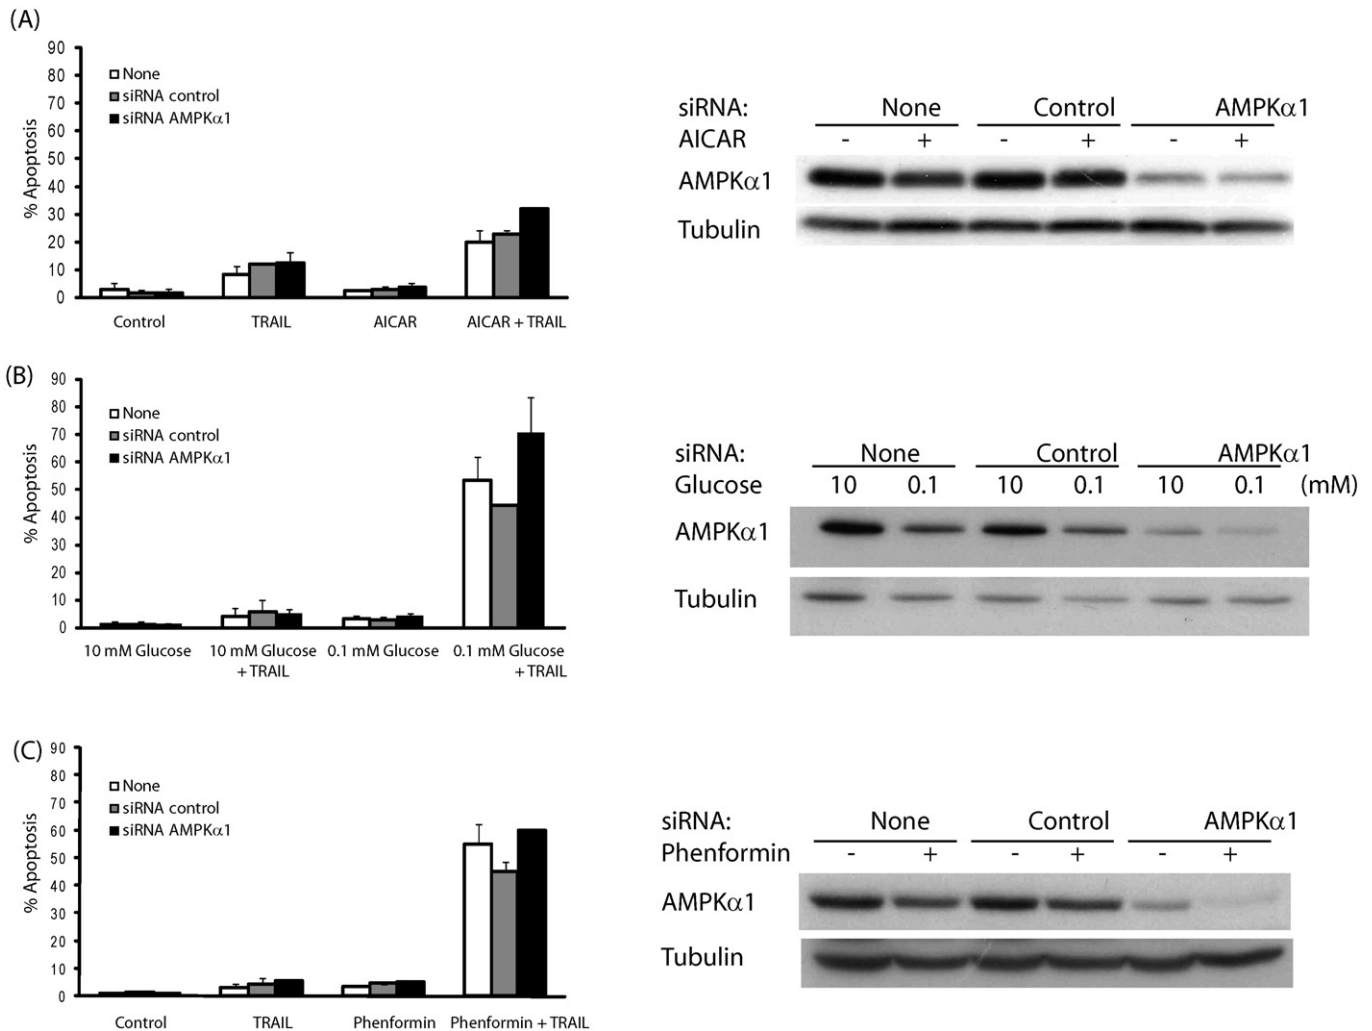 (A)
90
80
70
60
50
40
30
20
10
0
% Apoptosis
None
siRNA control
siRNA AMPKα1
Control TRAIL AICAR AICAR + TRAIL
siRNA: None Control AMPKα1
AICAR - + - + - +
AMPKα1
Tubulin
(B)
90
80
70
60
50
40
30
20
10
0
% Apoptosis
None
siRNA control
siRNA AMPKα1
10 mM Glucose 10 mM Glucose 0.1 mM Glucose 0.1 mM Glucose
+ TRAIL + TRAIL
siRNA: None Control AMPKα1
Glucose 10 0.1 10 0.1 10 0.1 (mM)
AMPKα1
Tubulin
(C)
90
80
70
60
50
40
30
20
10
0
% Apoptosis
None
siRNA control
siRNA AMPKα1
Control TRAIL Phenformin Phenformin + TRAIL
siRNA: None Control AMPKα1
Phenformin - + - + - +
AMPKα1
Tubulin